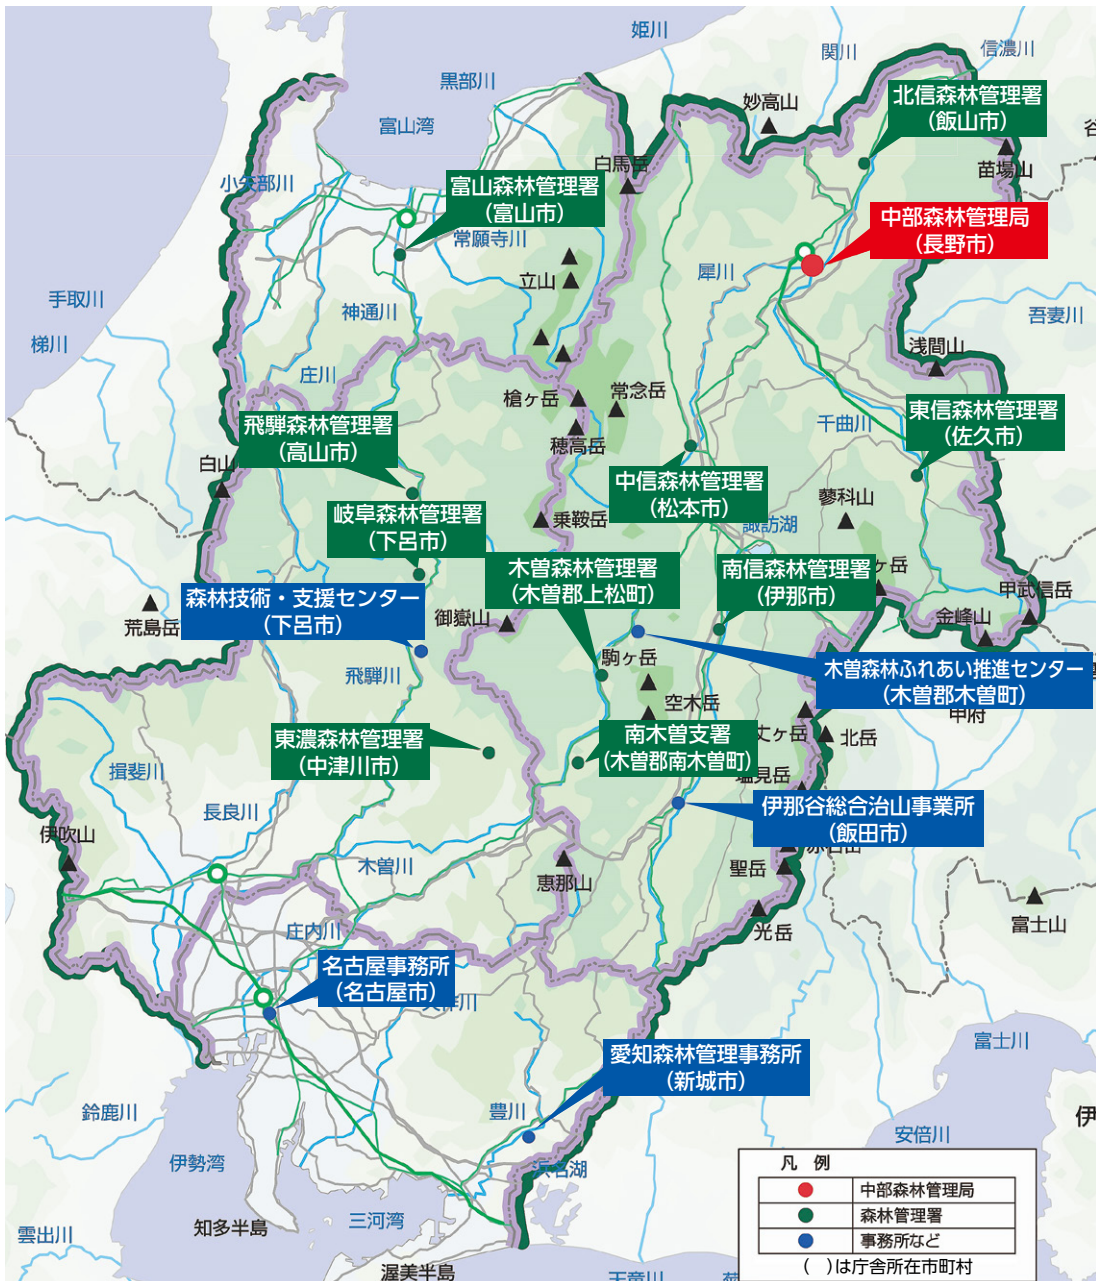 姫川
関川
信濃川
黒部川
妙高山
北信森林管理署
(飯山市)
富山湾
苗場山
白馬岳
小矢部川
富山森林管理署
(富山市)
中部森林管理局
(長野市)
常願寺川
立山
犀川
手取川
神通川
吾妻川
梯川
浅間山
庄川
槍ヶ岳
常念岳
東信森林管理署
(佐久市)
千曲川
飛騨森林管理署
(高山市)
穂高岳
白山
中信森林管理署
(松本市)
蓼科山
岐阜森林管理署
(下呂市)
乗鞍岳
諏訪湖
木曽森林管理署
(木曽郡上松町)
南信森林管理署
(伊那市)
ヶ岳
甲武信岳
森林技術・支援センター
(下呂市)
荒島岳
御嶽山
金峰山
駒ヶ岳
木曽森林ふれあい推進センター
(木曽郡木曽町)
飛騨川
空木岳
甲府
東濃森林管理署
(中津川市)
南木曽支署
(木曽郡南木曽町)
丈ヶ岳
北岳
揖斐川
塩見岳
長良川
伊那谷総合治山事業所
(飯田市)
伊吹山
木曽川
恵那山
聖岳
富士山
光岳
庄内川
名古屋事務所
(名古屋市)
富士川
愛知森林管理事務所
(新城市)
鈴鹿川
豊川
安倍川
伊
伊勢湾
浜名湖
凡 例
中部森林管理局
森林管理署
事務所など
( )は庁舎所在市町村
知多半島
三河湾
雲出川
渥美半島
天竜川